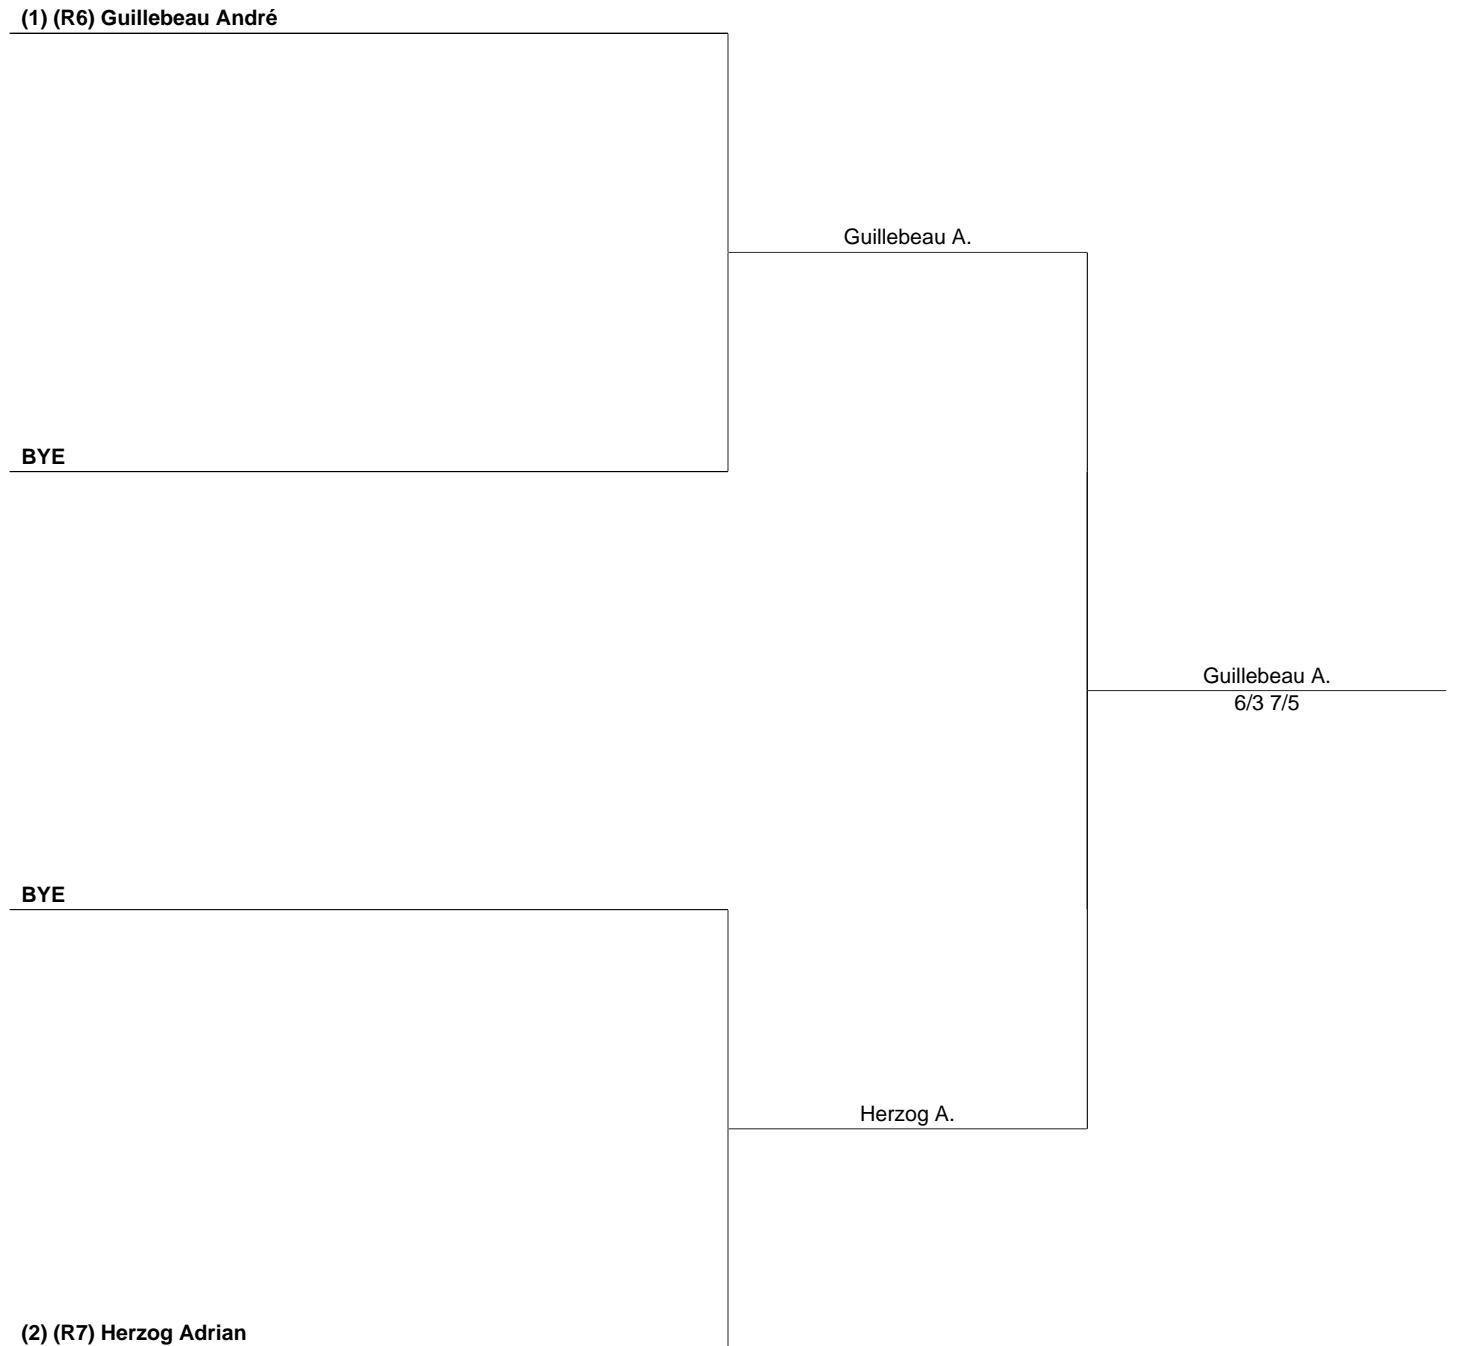 (1) (R6) Guillebeau André
Guillebeau A.
BYE
Guillebeau A.
6/3 7/5
BYE
Herzog A.
(2) (R7) Herzog Adrian